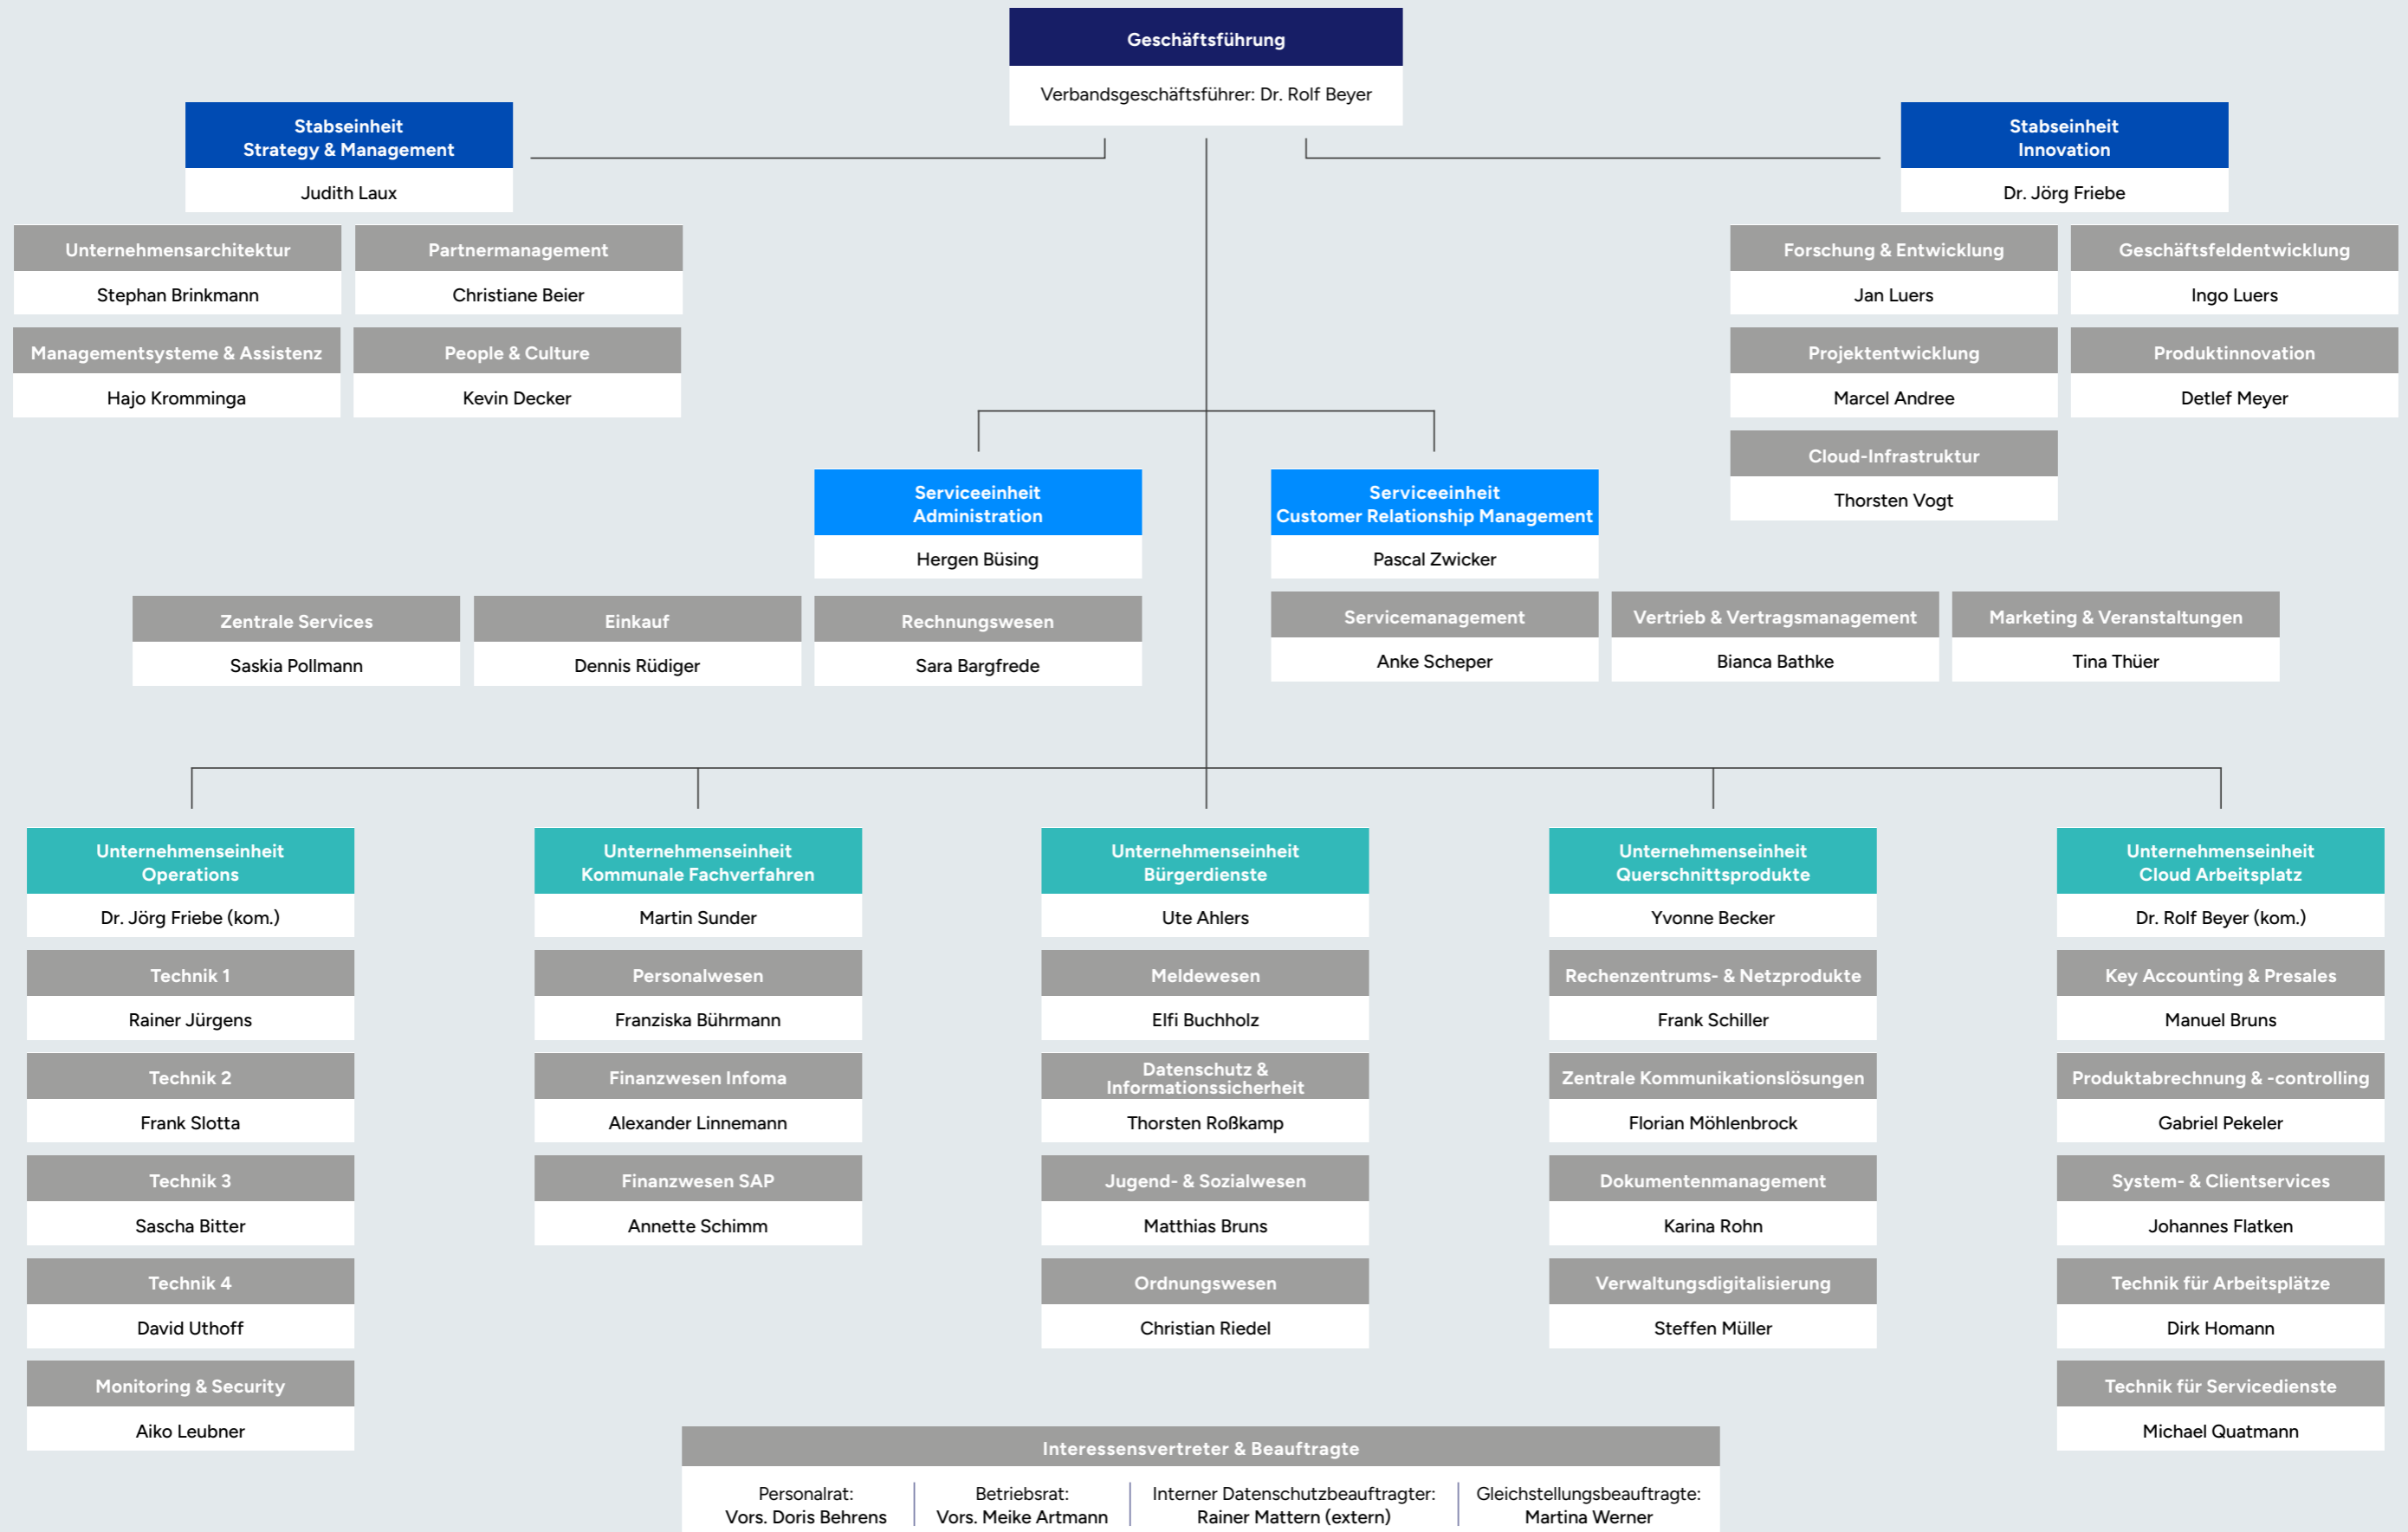 Geschäftsführung
Verbandsgeschäftsführer: Dr. Rolf Beyer
Stabseinheit
Strategy & Management
Judith Laux
Unternehmensarchitektur
Stephan Brinkmann
Partnermanagement
Christiane Beier
Managementsysteme & Assistenz
Hajo Kromminga
People & Culture
Kevin Decker
Stabseinheit
Innovation
Dr. Jörg Friebe
Forschung & Entwicklung
Jan Luers
Geschäftsfeldentwicklung
Ingo Luers
Projektentwicklung
Marcel Andree
Produktinnovation
Detlef Meyer
Cloud-Infrastruktur
Thorsten Vogt
Serviceeinheit
Administration
Hergen Büsing
Zentrale Services
Saskia Pollmann
Einkauf
Dennis Rüdiger
Rechnungswesen
Sara Bargfrede
Serviceeinheit
Customer Relationship Management
Pascal Zwicker
Servicemanagement
Anke Scheper
Vertrieb & Vertragsmanagement
Bianca Bathke
Marketing & Veranstaltungen
Tina Thüer
Unternehmenseinheit
Operations
Dr. Jörg Friebe (kom.)
Technik 1
Rainer Jürgens
Technik 2
Frank Slotta
Technik 3
Sascha Bitter
Technik 4
David Uthoff
Monitoring & Security
Aiko Leubner
Unternehmenseinheit
Kommunale Fachverfahren
Martin Sunder
Personalwesen
Franziska Bührmann
Finanzwesen Infoma
Alexander Linnemann
Finanzwesen SAP
Annette Schimm
Unternehmenseinheit
Bürgerdienste
Ute Ahlers
Meldewesen
Elfi Buchholz
Datenschutz &
Informationssicherheit
Thorsten Roßkamp
Jugend- & Sozialwesen
Matthias Bruns
Ordnungswesen
Christian Riedel
Unternehmenseinheit
Querschnittsprodukte
Yvonne Becker
Rechenzentrums- & Netzprodukte
Frank Schiller
Zentrale Kommunikationslösungen
Florian Möhlenbrock
Dokumentenmanagement
Karina Rohn
Verwaltungsdigitalisierung
Steffen Müller
Unternehmenseinheit
Cloud Arbeitsplatz
Dr. Rolf Beyer (kom.)
Key Accounting & Presales
Manuel Bruns
Produktabrechnung & -controlling
Gabriel Pekeler
System- & Clientservices
Johannes Flatken
Technik für Arbeitsplätze
Dirk Homann
Technik für Servicedienste
Michael Quatmann
Interessensvertreter & Beauftragte
Personalrat:
Vors. Doris Behrens
Betriebsrat:
Vors. Meike Artmann
Interner Datenschutzbeauftragter:
Rainer Mattern (extern)
Gleichstellungsbeauftragte:
Martina Werner